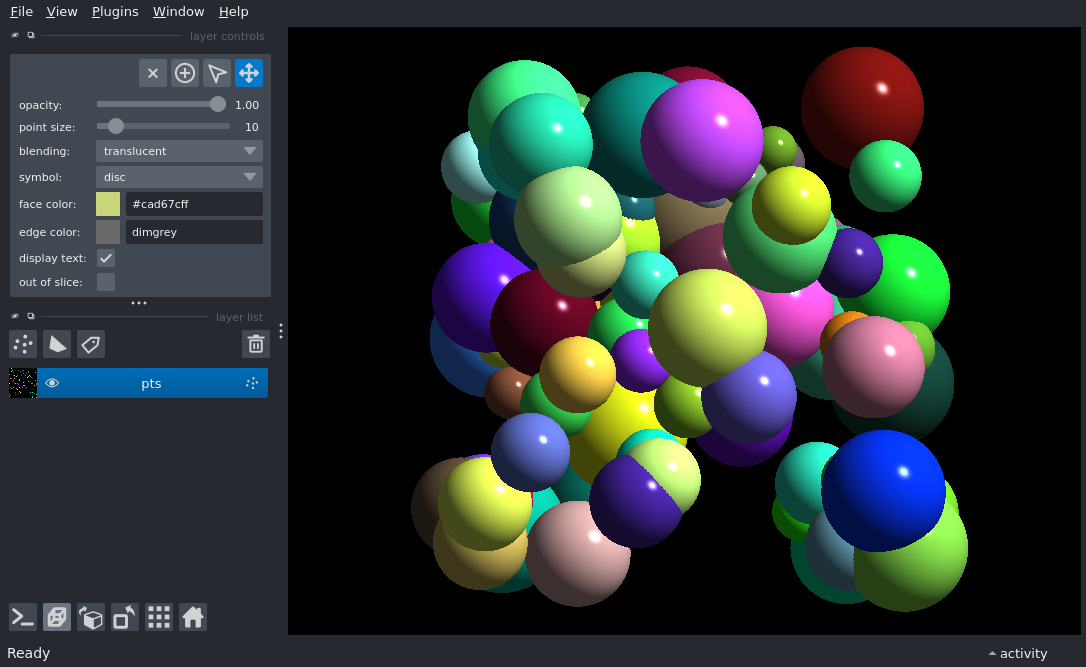 File View Plugins Window Help
layer controls
opacity: 1.00
point size: 10
blending: translucent
symbol: disc
face color: #cad67cff
edge color: dimgrey
display text:
out of slice:
layer list
pts
Ready activity